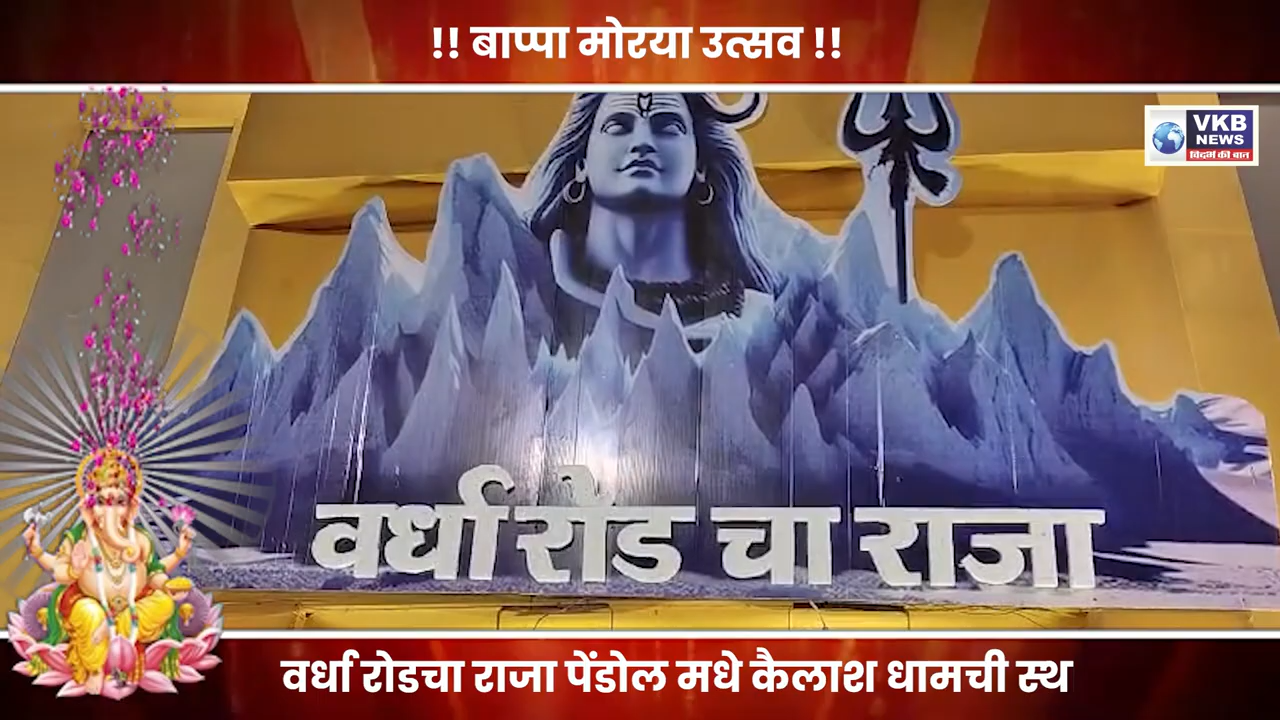 !! बाप्पा मोरया उत्सव !!
VKB
NEWS
विदर्भ की बात
वर्धा रोड चा राजा
वर्धा रोडचा राजा पेंडोल मधे कैलाश धामची स्थ